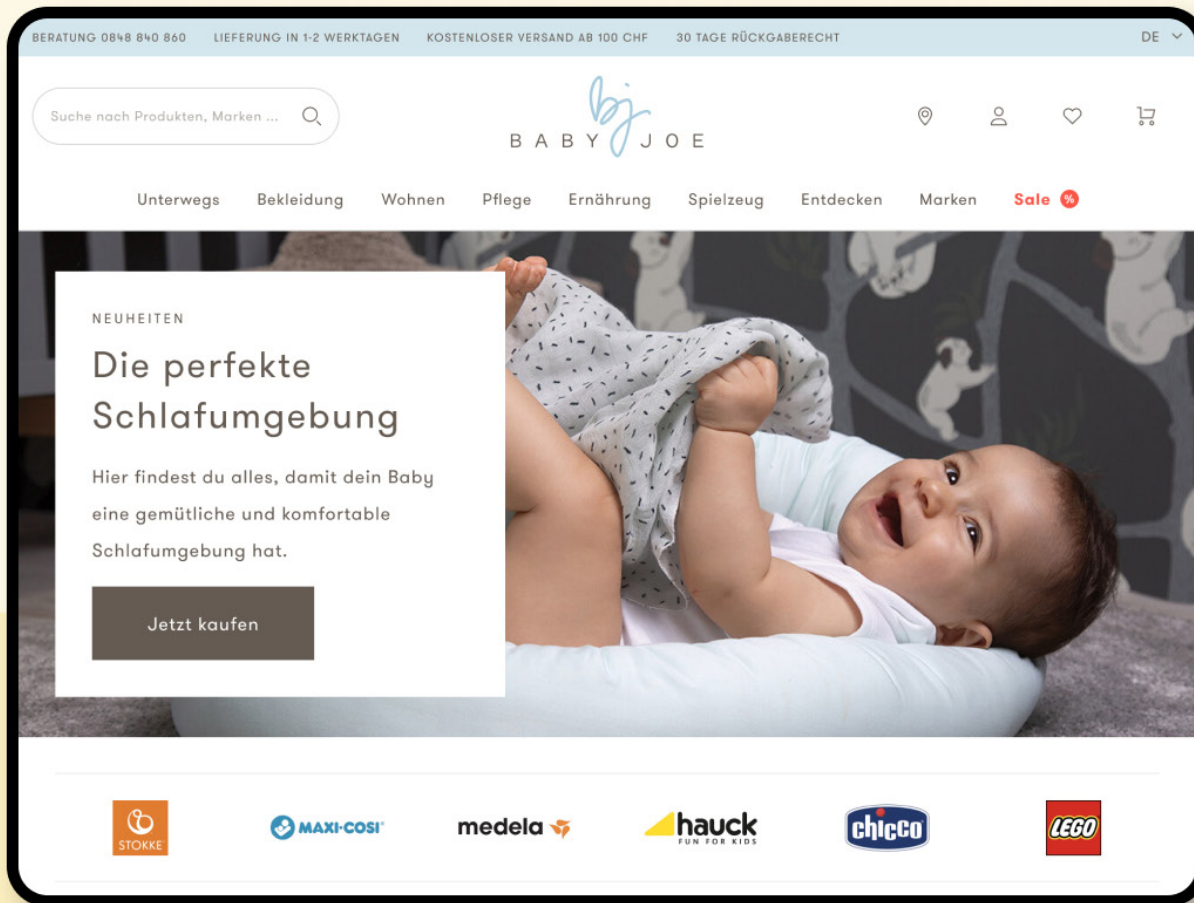 BERATUNG 0848 840 860 LIEFERUNG IN 1-2 WERKTAGEN KOSTENLOSER VERSAND AB 100 CHF 30 TAGE RÜCKGABERECHT DE
Suche nach Produkten, Marken ...
bj
BABY JOE
Unterwegs Bekleidung Wohnen Pflege Ernährung Spielzeug Entdecken Marken Sale %
NEUHEITEN
Die perfekte
Schlafumgebung
Hier findest du alles, damit dein Baby
eine gemütliche und komfortable
Schlafumgebung hat.
Jetzt kaufen
STOKKE
MAXI-COSI®
medela
hauck
FUN FOR KIDS
chicco
LEGO